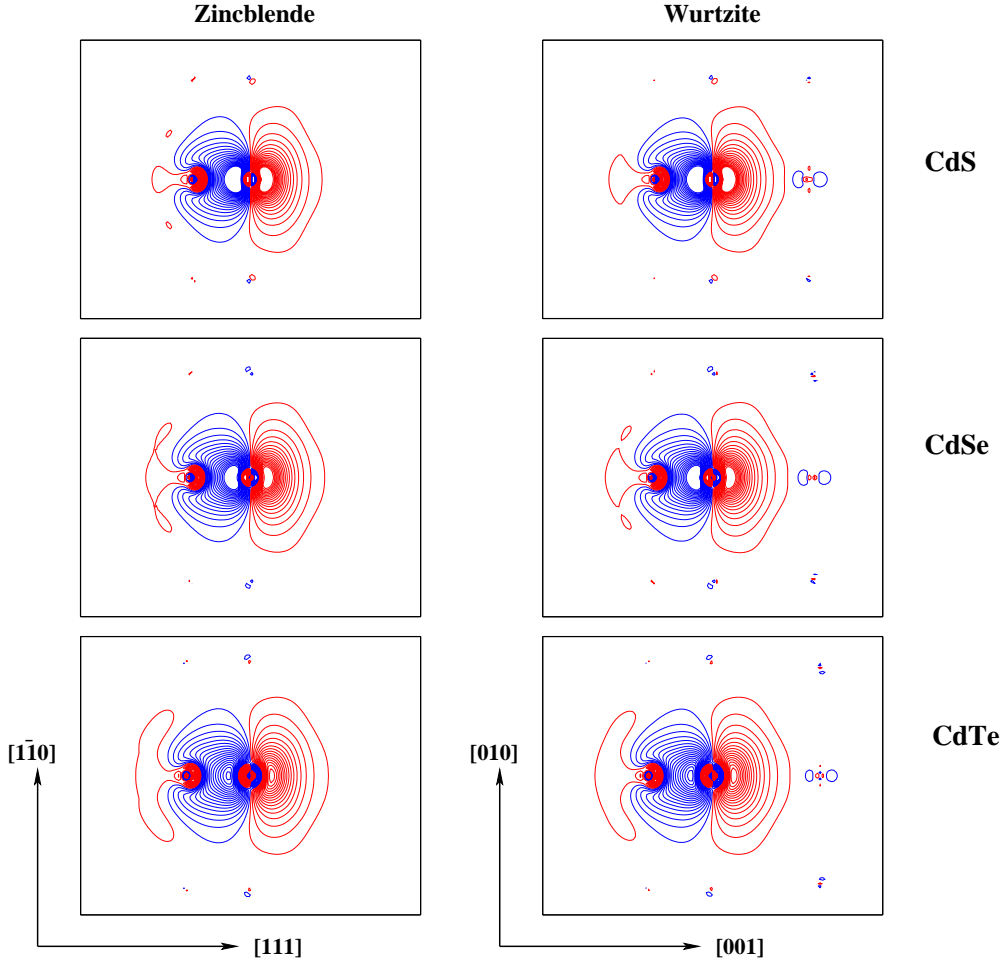 Zincblende
Wurtzite
CdS
CdSe
CdTe
[11̄0]
[010]
[111]
[001]